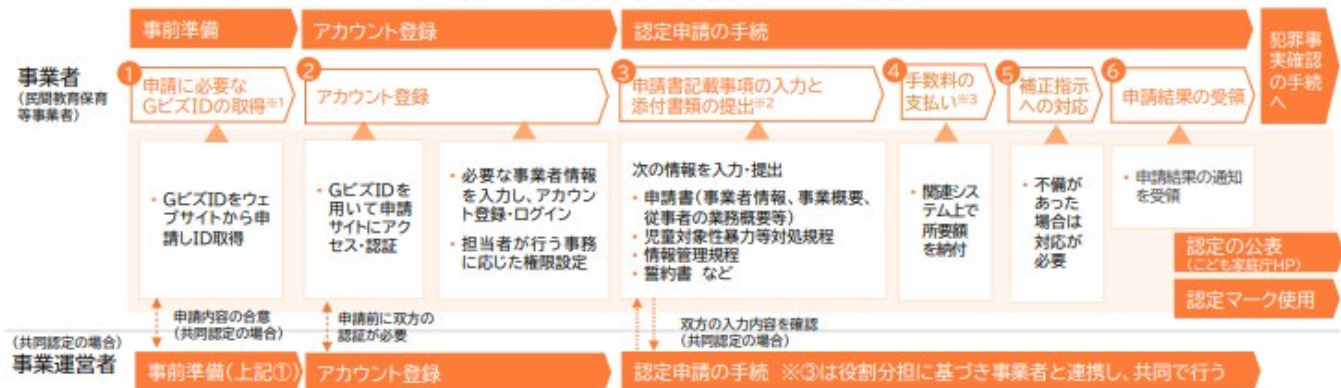 事前準備
アカウント登録
認定申請の手続
犯罪事
実確認
の手続
へ
事業者
(民間教育保育
等事業者)
1
申請に必要な
GビズIDの取得※1
2
アカウント登録
3
申請書記載事項の入力と
添付書類の提出※2
4
手数料の
支払い※3
5
補正指示
への対応
6
申請結果の受領
・GビズIDをウェ
ブサイトから申
請しID取得
・GビズIDを
用いて申請
サイトにアク
セス・認証
・必要な事業者情報
を入力し、アカウン
ト登録・ログイン
・担当者が行う事務
に応じた権限設定
次の情報を入力・提出
・申請書(事業者情報、事業概要、
従事者の業務概要等)
・児童対象性暴力等対処規程
・情報管理規程
・誓約書 など
・関連シス
テム上で
所要額
を納付
・不備が
あった
場合は
対応が
必要
・申請結果の通知
を受領
認定の公表
(こども家庭庁HP)
認定マーク使用
申請内容の合意
(共同認定の場合)
申請前に双方の
認証が必要
双方の入力内容を確認
(共同認定の場合)
(共同認定の場合)
事業運営者
事前準備(上記①)
アカウント登録
認定申請の手続 ※③は役割分担に基づき事業者と連携し、共同で行う